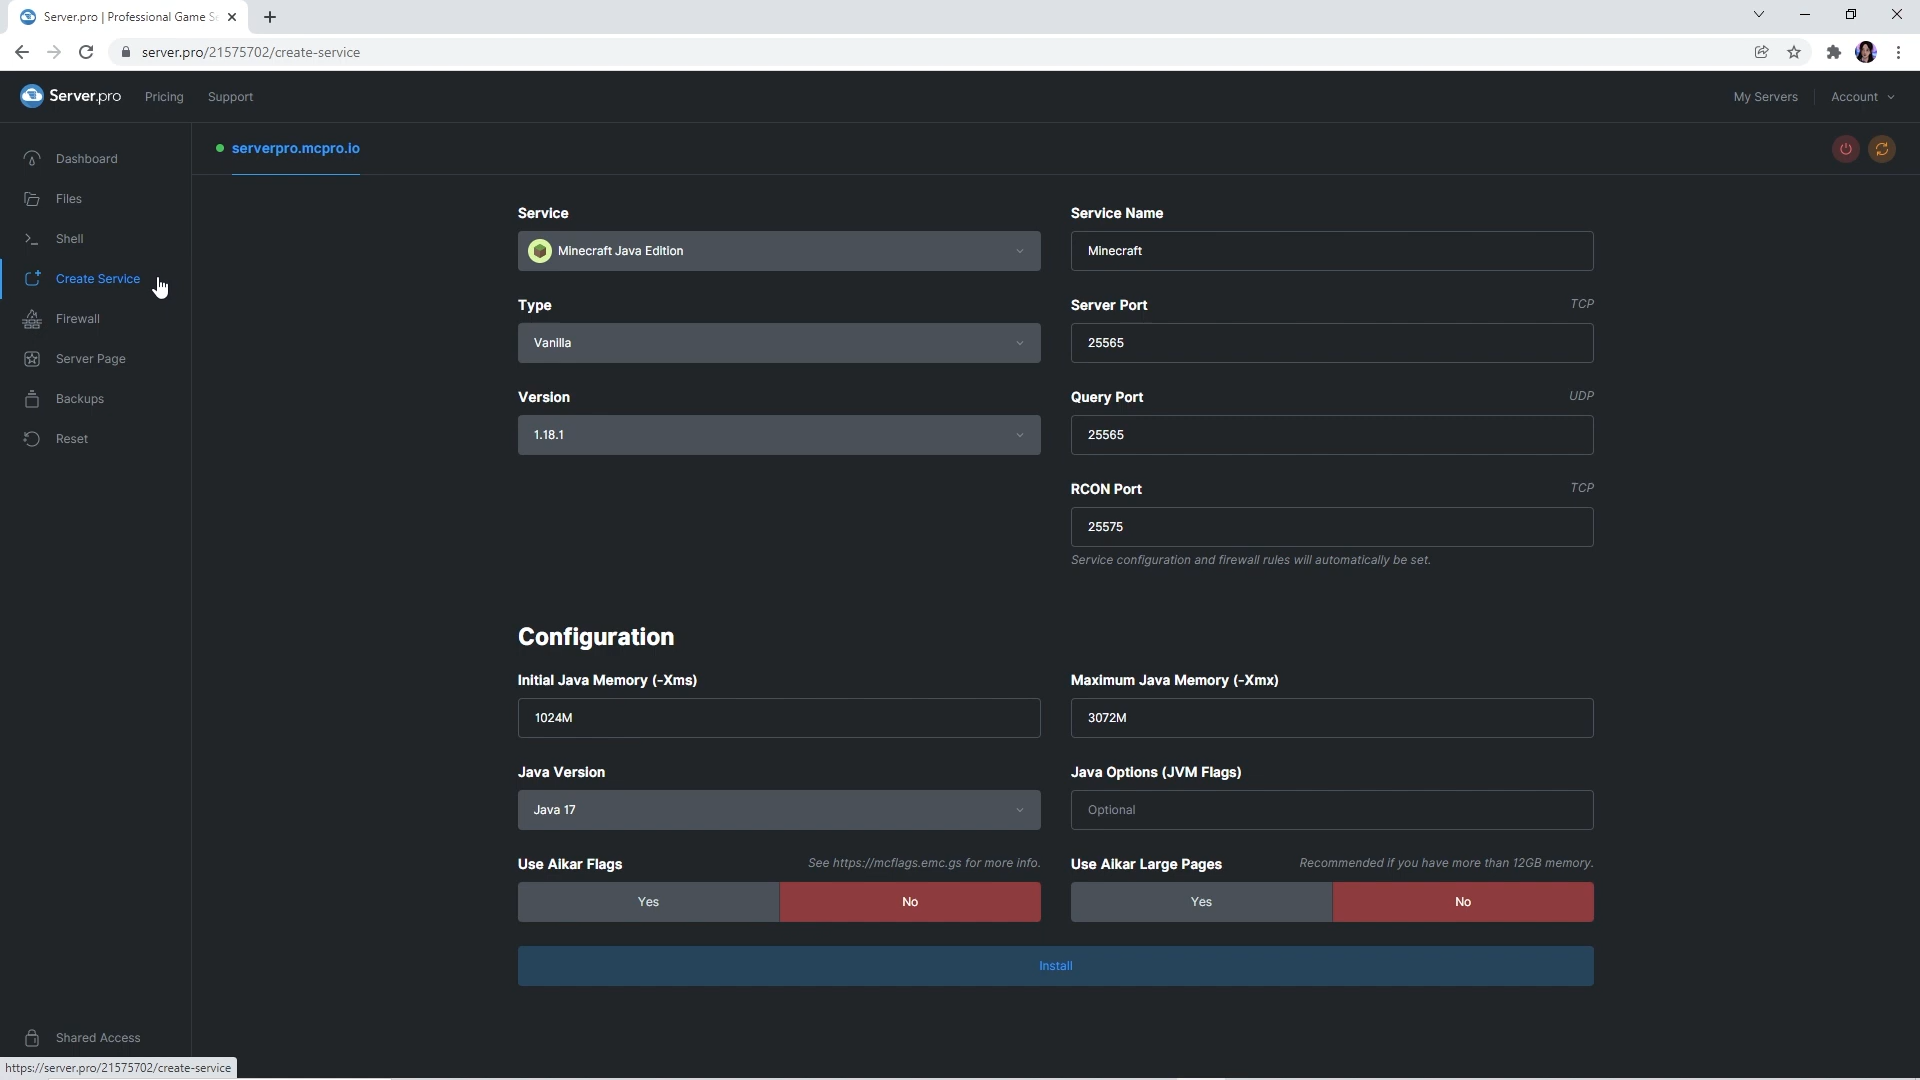 Server.pro | Professional Game Se
server.pro/21575702/create-service
Server.pro
Pricing
Support
My Servers
Account
Dashboard
Files
Shell
Create Service
Firewall
Server Page
Backups
Reset
Shared Access
serverpro.mcpro.io
Service
Minecraft Java Edition
Service Name
Minecraft
Type
Vanilla
Server Port
TCP
25565
Version
1.18.1
Query Port
UDP
25565
RCON Port
TCP
25575
Service configuration and firewall rules will automatically be set.
Configuration
Initial Java Memory (-Xms)
1024M
Maximum Java Memory (-Xmx)
3072M
Java Version
Java 17
Java Options (JVM Flags)
Optional
Use Aikar Flags
See https://mcflags.emc.gs for more info.
Yes
No
Use Aikar Large Pages
Recommended if you have more than 12GB memory.
Yes
No
Install
https://server.pro/21575702/create-service